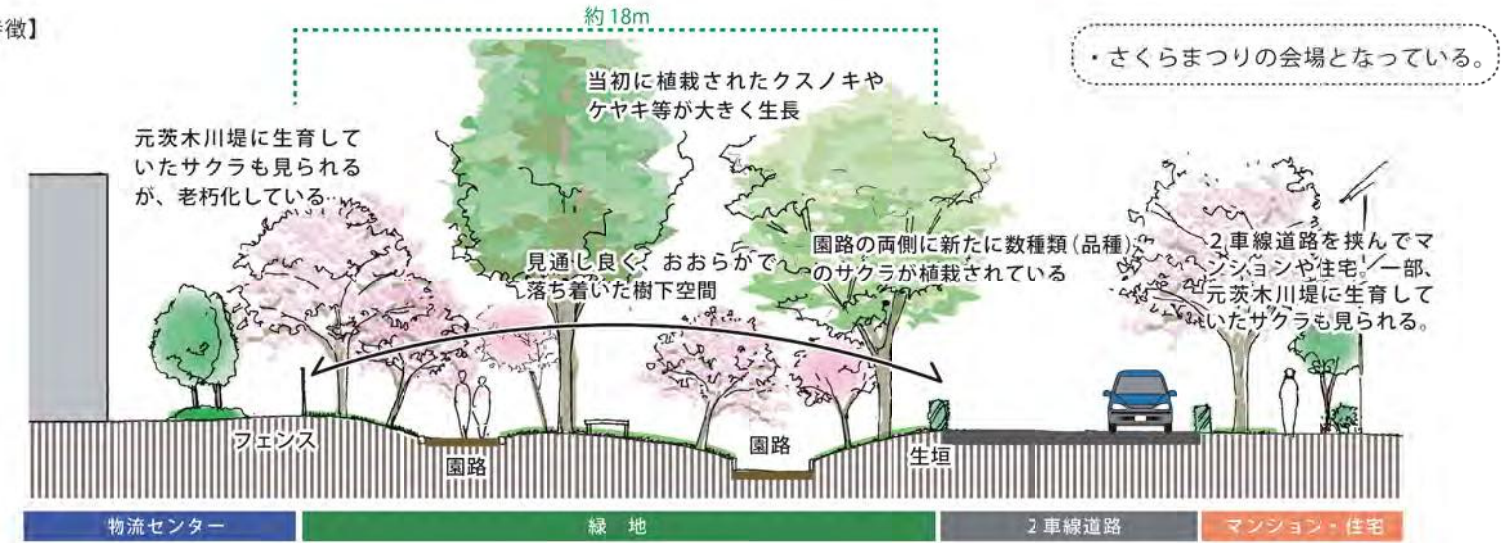 徴】
約18m
・さくらまつりの会場となっている。
当初に植栽されたクスノキや
ケヤキ等が大きく生長
元茨木川堤に生育して
いたサクラも見られる
が、老朽化している
見通し良く、おおらかで
落ち着いた樹下空間
園路の両側に新たに数種類(品種)
のサクラが植栽されている
2車線道路を挟んでマ
ンションや住宅。一部、
元茨木川堤に生育して
いたサクラも見られる。
フェンス
園路
園路
生垣
物流センター
緑 地
2車線道路
マンション・住宅